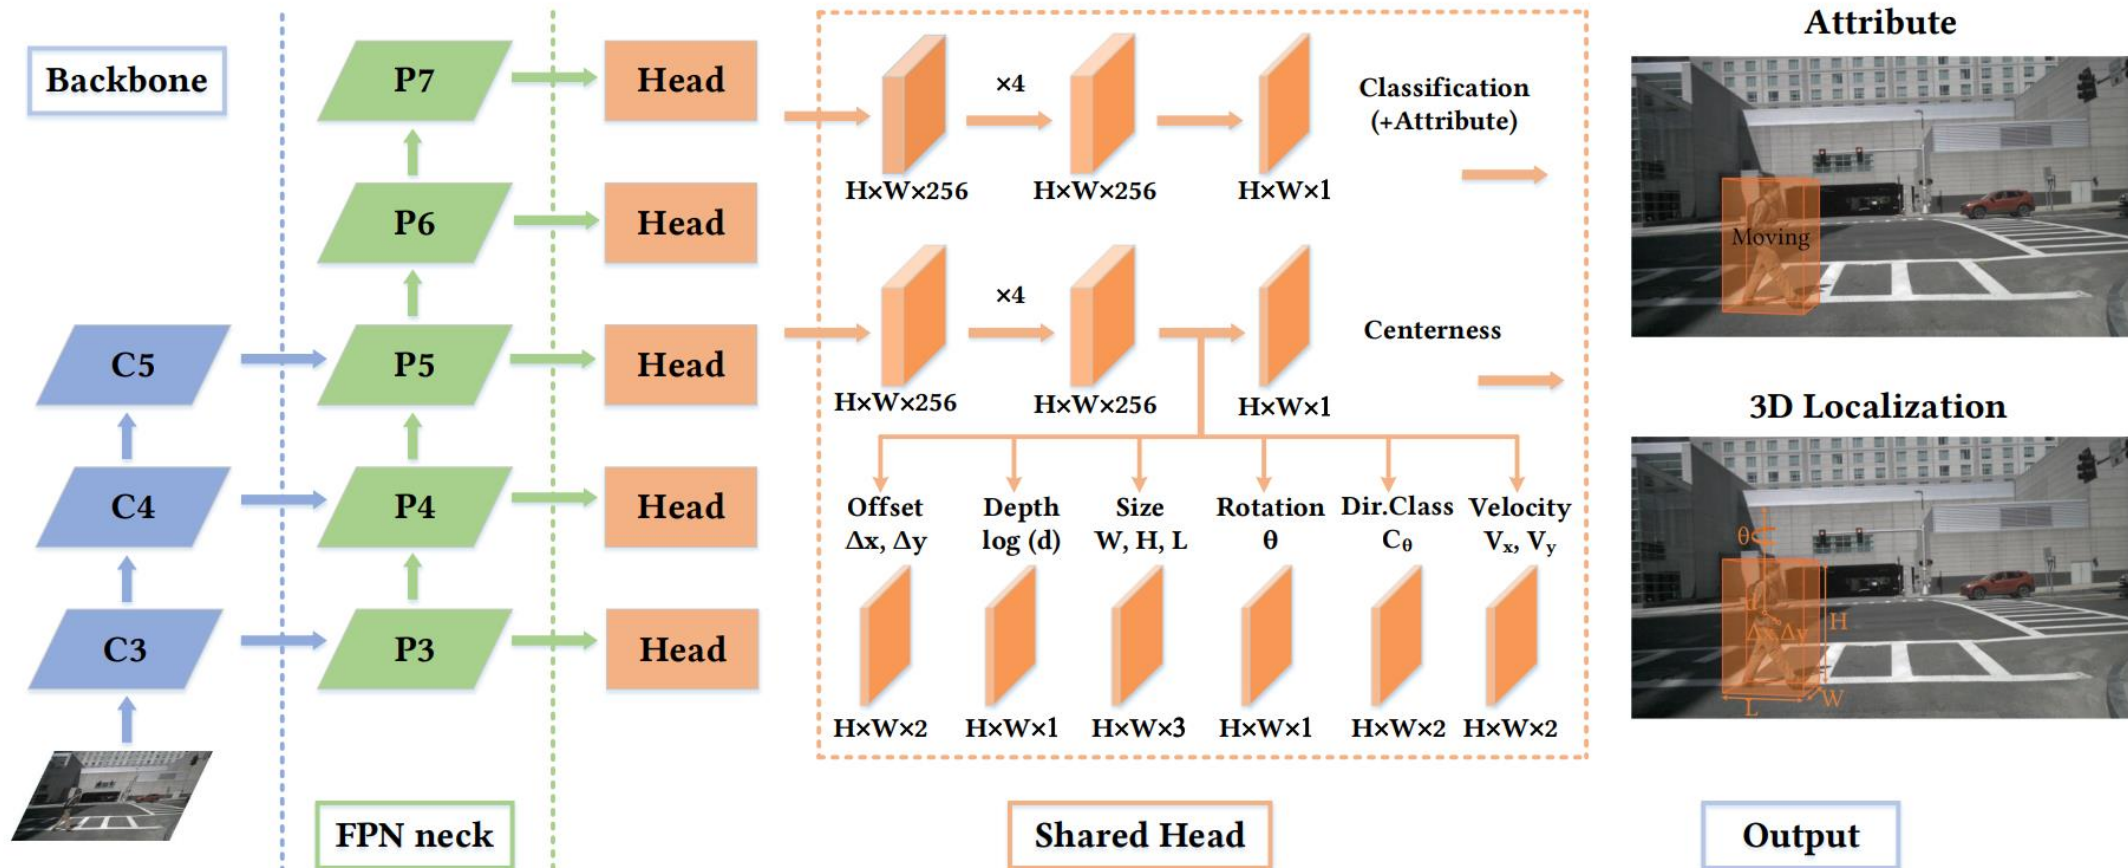 Backbone
C5
C4
C3
P7
P6
P5
P4
P3
FPN neck
Head
Head
Head
Head
Head
×4
H×W×256
H×W×256
H×W×1
Classification
(+Attribute)
×4
H×W×256
H×W×256
H×W×1
Centerness
Offset
Δx, Δy
H×W×2
Depth
log (d)
H×W×1
Size
W, H, L
H×W×3
Rotation
θ
H×W×1
Dir.Class
Cθ
H×W×2
Velocity
Vx, Vy
H×W×2
Shared Head
Attribute
Moving
3D Localization
θ
d
Δx,Δy
H
W
L
Output